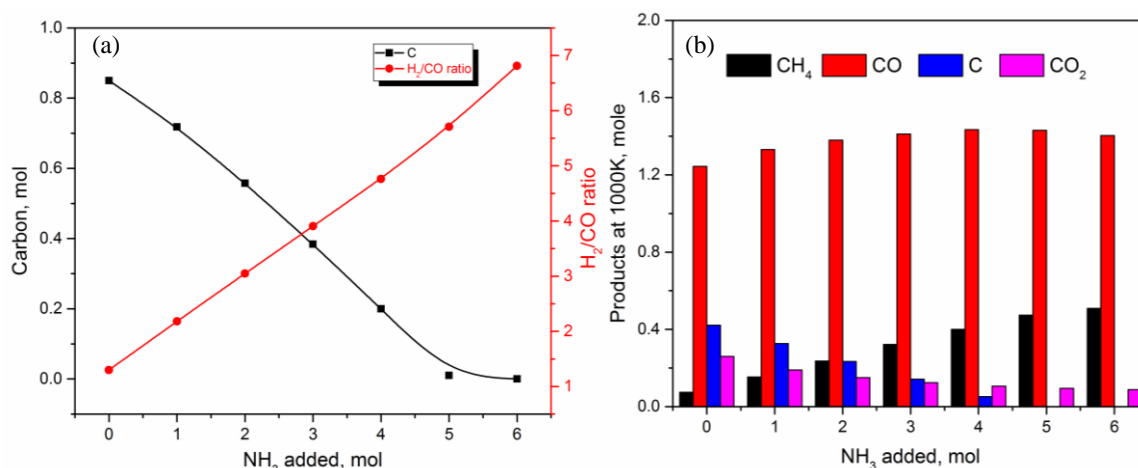 (a)
C
H₂/CO ratio
Carbon, mol
1.0
0.8
0.6
0.4
0.2
0.0
7
6
5
4
3
2
1
H₂/CO ratio
0 1 2 3 4 5 6
NH₃ added, mol
(b)
CH₄ CO C CO₂
Products at 1000K, mole
2.0
1.6
1.2
0.8
0.4
0.0
0 1 2 3 4 5 6
NH₃ added, mol